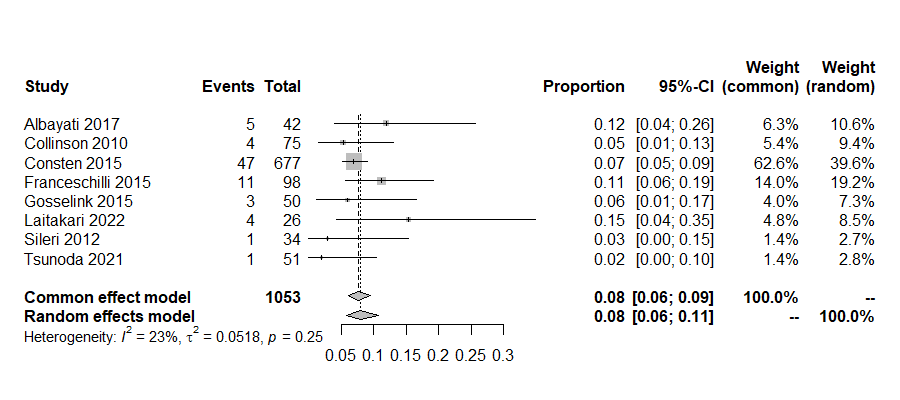 Weight Weight
Study Events Total Proportion 95%-CI (common) (random)
Albayati 2017 5 42 0.12 [0.04; 0.26] 6.3% 10.6%
Collinson 2010 4 75 0.05 [0.01; 0.13] 5.4% 9.4%
Consten 2015 47 677 0.07 [0.05; 0.09] 62.6% 39.6%
Franceschilli 2015 11 98 0.11 [0.06; 0.19] 14.0% 19.2%
Gosselink 2015 3 50 0.06 [0.01; 0.17] 4.0% 7.3%
Laitakari 2022 4 26 0.15 [0.04; 0.35] 4.8% 8.5%
Sileri 2012 1 34 0.03 [0.00; 0.15] 1.4% 2.7%
Tsunoda 2021 1 51 0.02 [0.00; 0.10] 1.4% 2.8%
Common effect model 1053 0.08 [0.06; 0.09] 100.0% --
Random effects model 0.08 [0.06; 0.11] -- 100.0%
Heterogeneity: I² = 23%, τ² = 0.0518, p = 0.25
0.05 0.1 0.15 0.2 0.25 0.3